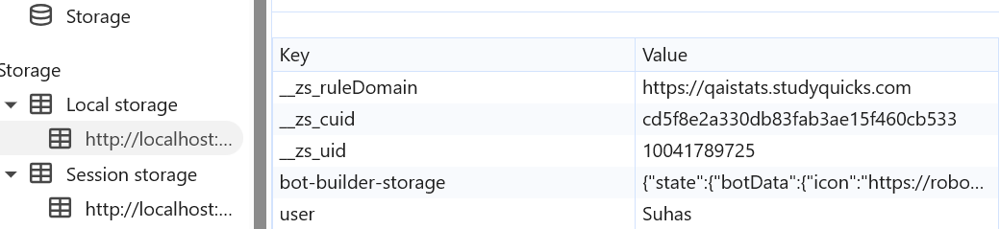 Storage
Storage
Local storage
http://localhost:...
Session storage
http://localhost:...
Key Value
__zs_ruleDomain https://qaistats.studyquicks.com
__zs_cuid cd5f8e2a330db83fab3ae15f460cb533
__zs_uid 10041789725
bot-builder-storage {"state":{"botData":{"icon":"https://robo...
user Suhas